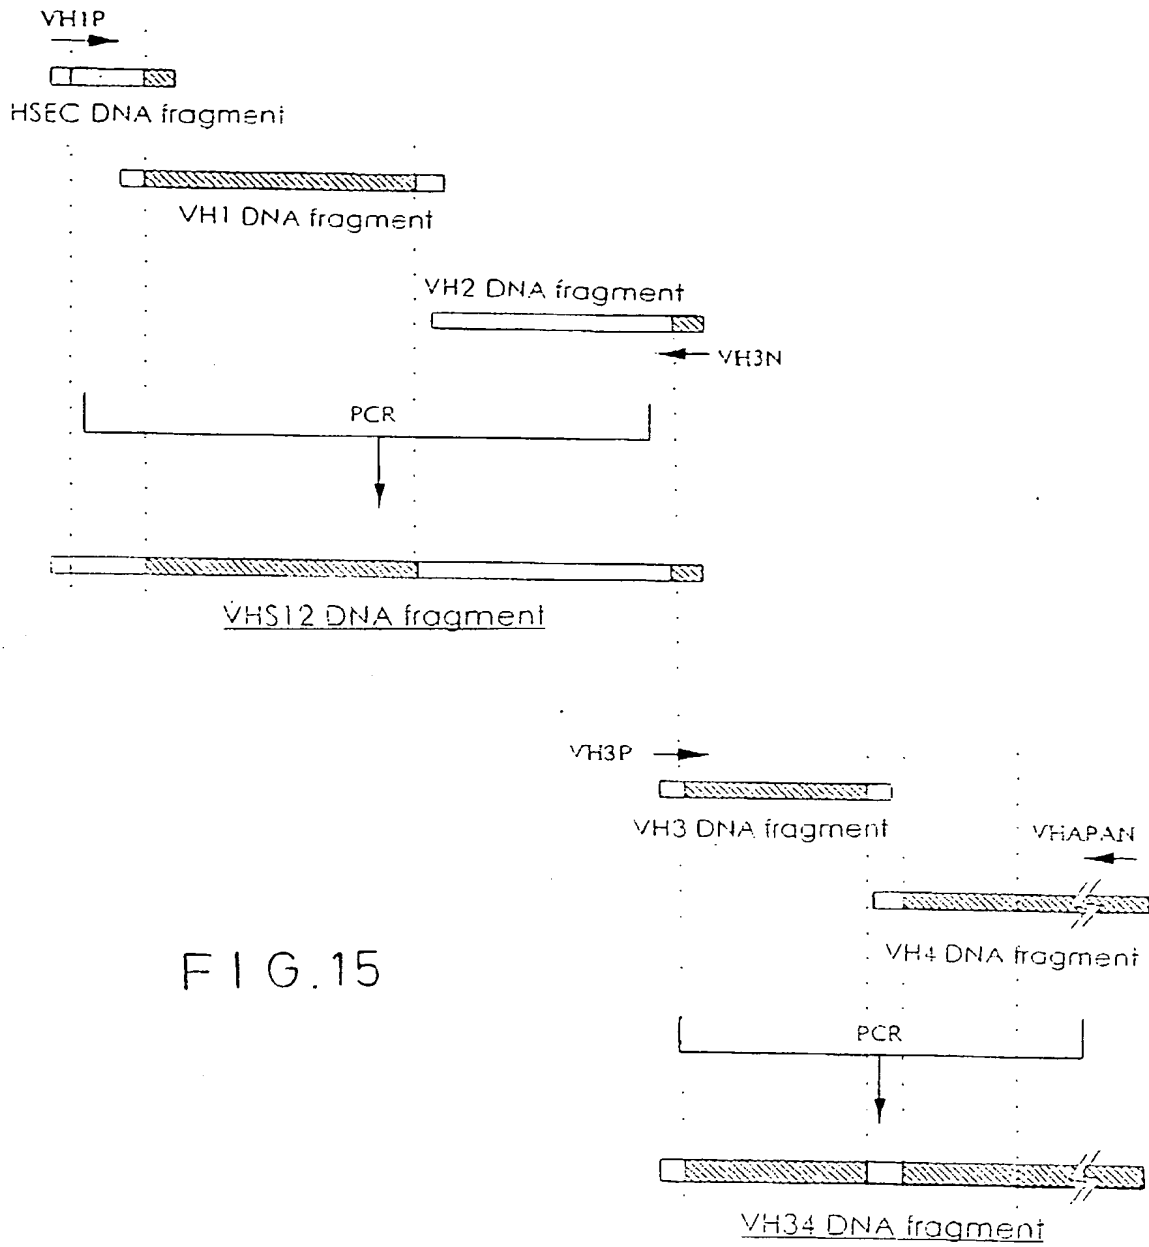 VH1P
HSEC DNA fragment
VH1 DNA fragment
VH2 DNA fragment
VH3N
PCR
VHS12 DNA fragment
VH3P
VH3 DNA fragment
VHAPAN
VH4 DNA fragment
FIG.15
PCR
VH34 DNA fragment